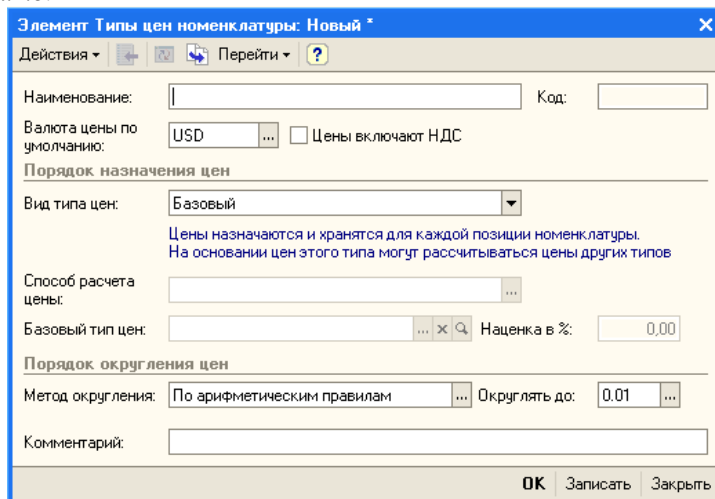 Элемент Типы цен номенклатуры: Новый *
Действия Перейти ?
Наименование: Код:
Валюта цены по умолчанию: USD ... Цены включают НДС
Порядок назначения цен
Вид типа цен: Базовый
Цены назначаются и хранятся для каждой позиции номенклатуры.
На основании цен этого типа могут рассчитываться цены других типов
Способ расчета цены: ...
Базовый тип цен: ... Наценка в %: 0,00
Порядок округления цен
Метод округления: По арифметическим правилам ... Округлять до: 0.01 ...
Комментарий:
OK Записать Закрыть